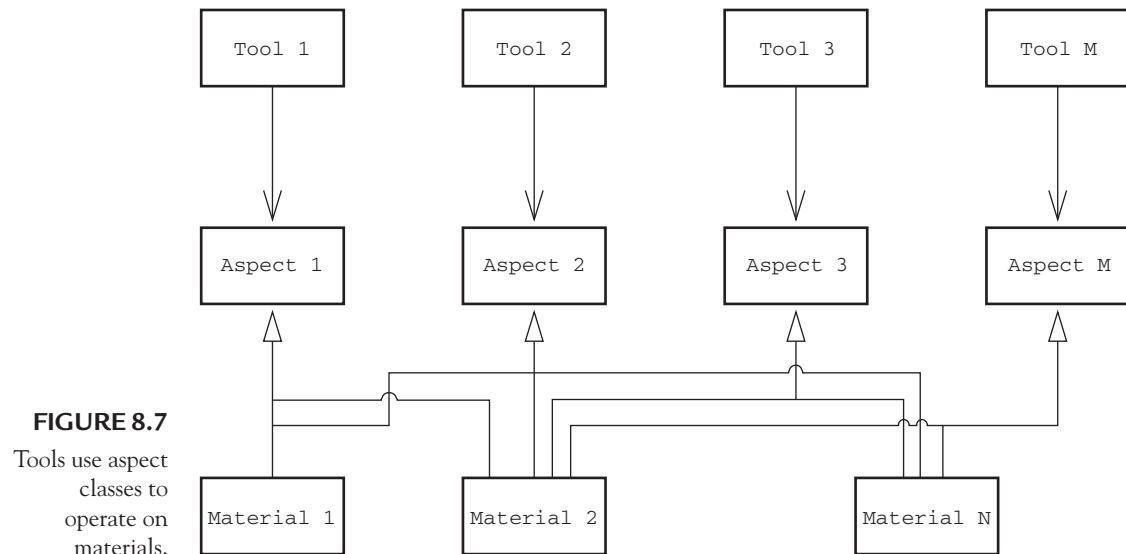 Tool 1
Tool 2
Tool 3
Tool M
Aspect 1
Aspect 2
Aspect 3
Aspect M
FIGURE 8.7
Tools use aspect
classes to
operate on
materials.
Material 1
Material 2
Material N